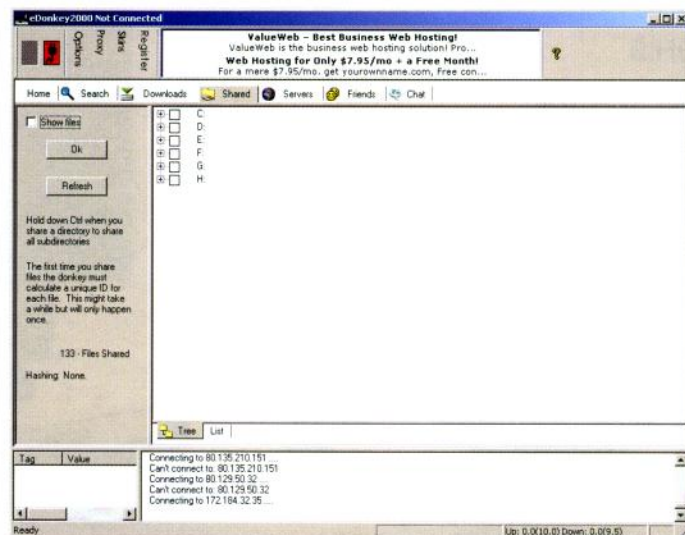 eDonkey2000 Not Connected
Options
Proxy
Skins
Register
ValueWeb - Best Business Web Hosting!
ValueWeb is the business web hosting solution! Pro...
Web Hosting for Only $7.95/mo + a Free Month!
For a mere $7.95/mo. get yourownname.com, Free con...
?
Home Search Downloads Shared Servers Friends Chat
Show files
Ok
Refresh
Hold down Ctrl when you
share a directory to share
all subdirectories
The first time you share
files the donkey must
calculate a unique ID for
each file. This might take
a while but will only happen
once.
133 - Files Shared
Hashing: None.
C:
D:
E:
F:
G:
H:
Tree List
Tag Value
Connecting to 80.135.210.151 ....
Can't connect to: 80.135.210.151
Connecting to 80.129.50.32 ....
Can't connect to: 80.129.50.32
Connecting to 172.184.32.35 ....
Ready
Up: 0.0(10.0) Down: 0.0(9.5)